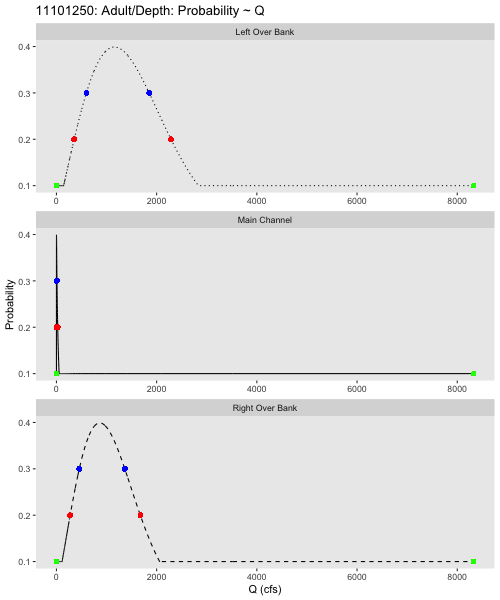 11101250: Adult/Depth: Probability ~ Q
Left Over Bank
0.4
0.3
0.2
0.1
0 2000 4000 6000 8000
Main Channel
0.4
0.3
0.2
0.1
0 2000 4000 6000 8000
Probability
Right Over Bank
0.4
0.3
0.2
0.1
0 2000 4000 6000 8000
Q (cfs)